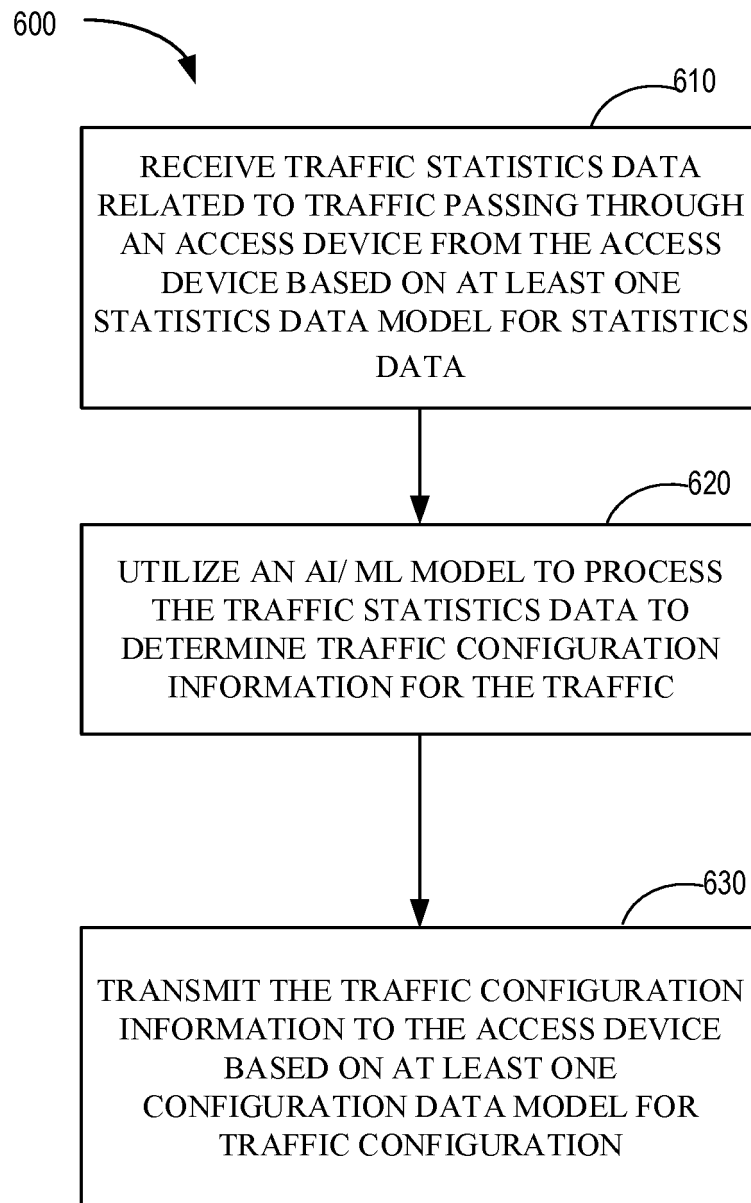 600
610
RECEIVE TRAFFIC STATISTICS DATA
RELATED TO TRAFFIC PASSING THROUGH
AN ACCESS DEVICE FROM THE ACCESS
DEVICE BASED ON AT LEAST ONE
STATISTICS DATA MODEL FOR STATISTICS
DATA
620
UTILIZE AN AI/ ML MODEL TO PROCESS
THE TRAFFIC STATISTICS DATA TO
DETERMINE TRAFFIC CONFIGURATION
INFORMATION FOR THE TRAFFIC
630
TRANSMIT THE TRAFFIC CONFIGURATION
INFORMATION TO THE ACCESS DEVICE
BASED ON AT LEAST ONE
CONFIGURATION DATA MODEL FOR
TRAFFIC CONFIGURATION